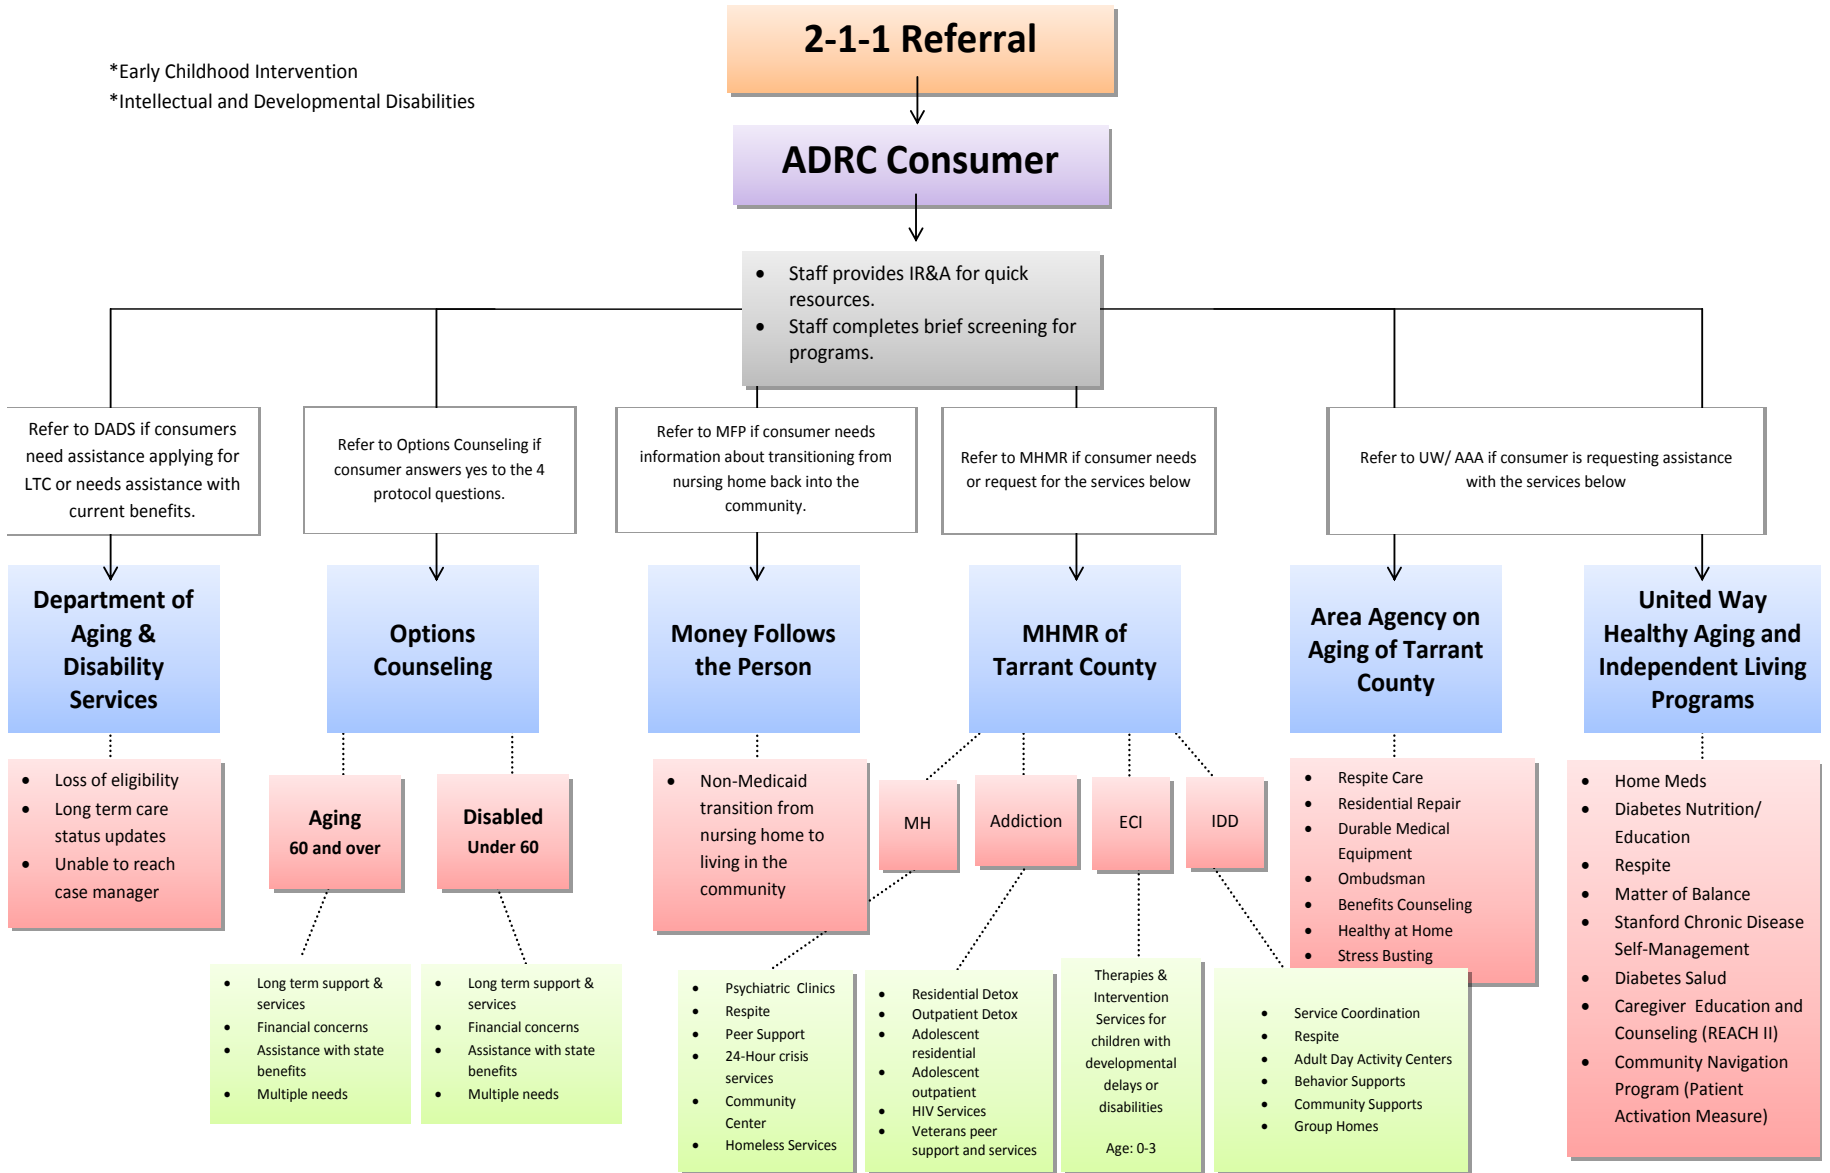 2-1-1 Referral
*Early Childhood Intervention
*Intellectual and Developmental Disabilities
ADRC Consumer
• Staff provides IR&A for quick
resources.
• Staff completes brief screening for
programs.
Refer to DADS if consumers
need assistance applying for
LTC or needs assistance with
current benefits.
Refer to Options Counseling if
consumer answers yes to the 4
protocol questions.
Refer to MFP if consumer needs
information about transitioning from
nursing home back into the
community.
Refer to MHMR if consumer needs
or request for the services below
Refer to UW/ AAA if consumer is requesting assistance
with the services below
Department of
Aging &
Disability
Services
Options
Counseling
Money Follows
the Person
MHMR of
Tarrant County
Area Agency on
Aging of Tarrant
County
United Way
Healthy Aging and
Independent Living
Programs
• Loss of eligibility
• Long term care
status updates
• Unable to reach
case manager
Aging
60 and over
Disabled
Under 60
• Non-Medicaid
transition from
nursing home to
living in the
community
MH
Addiction
ECI
IDD
• Respite Care
• Residential Repair
• Durable Medical
Equipment
• Ombudsman
• Benefits Counseling
• Healthy at Home
• Stress Busting
• Home Meds
• Diabetes Nutrition/
Education
• Respite
• Matter of Balance
• Stanford Chronic Disease
Self-Management
• Diabetes Salud
• Caregiver Education and
Counseling (REACH II)
• Community Navigation
Program (Patient
Activation Measure)
• Long term support &
services
• Financial concerns
• Assistance with state
benefits
• Multiple needs
• Long term support &
services
• Financial concerns
• Assistance with state
benefits
• Multiple needs
• Psychiatric Clinics
• Respite
• Peer Support
• 24-Hour crisis
services
• Community
Center
• Homeless Services
• Residential Detox
• Outpatient Detox
• Adolescent
residential
• Adolescent
outpatient
• HIV Services
• Veterans peer
support and services
Therapies &
Intervention
Services for
children with
developmental
delays or
disabilities
Age: 0-3
• Service Coordination
• Respite
• Adult Day Activity Centers
• Behavior Supports
• Community Supports
• Group Homes